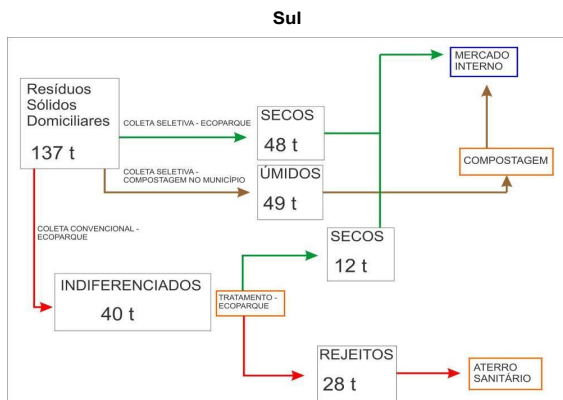 Sul
MERCADO
INTERNO
Resíduos
Sólidos
Domiciliares
137 t
COLETA SELETIVA - ECOPARQUE
SECOS
48 t
COLETA SELETIVA -
COMPOSTAGEM NO MUNICÍPIO
ÚMIDOS
49 t
COMPOSTAGEM
COLETA CONVENCIONAL -
ECOPARQUE
SECOS
12 t
INDIFERENCIADOS
40 t
TRATAMENTO -
ECOPARQUE
REJEITOS
28 t
ATERRO
SANITÁRIO